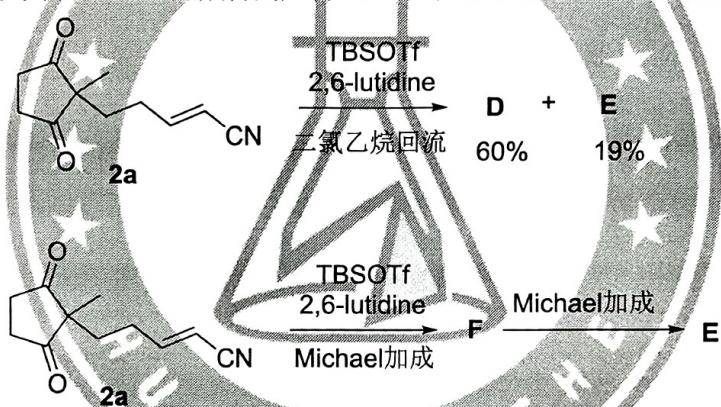 O
TBSOTf
2,6-lutidine
D + E
CN
二氯乙烷回流
60% 19%
O
2a
O
TBSOTf
2,6-lutidine
Michael加成
F
E
CN
Michael加成
O
2a